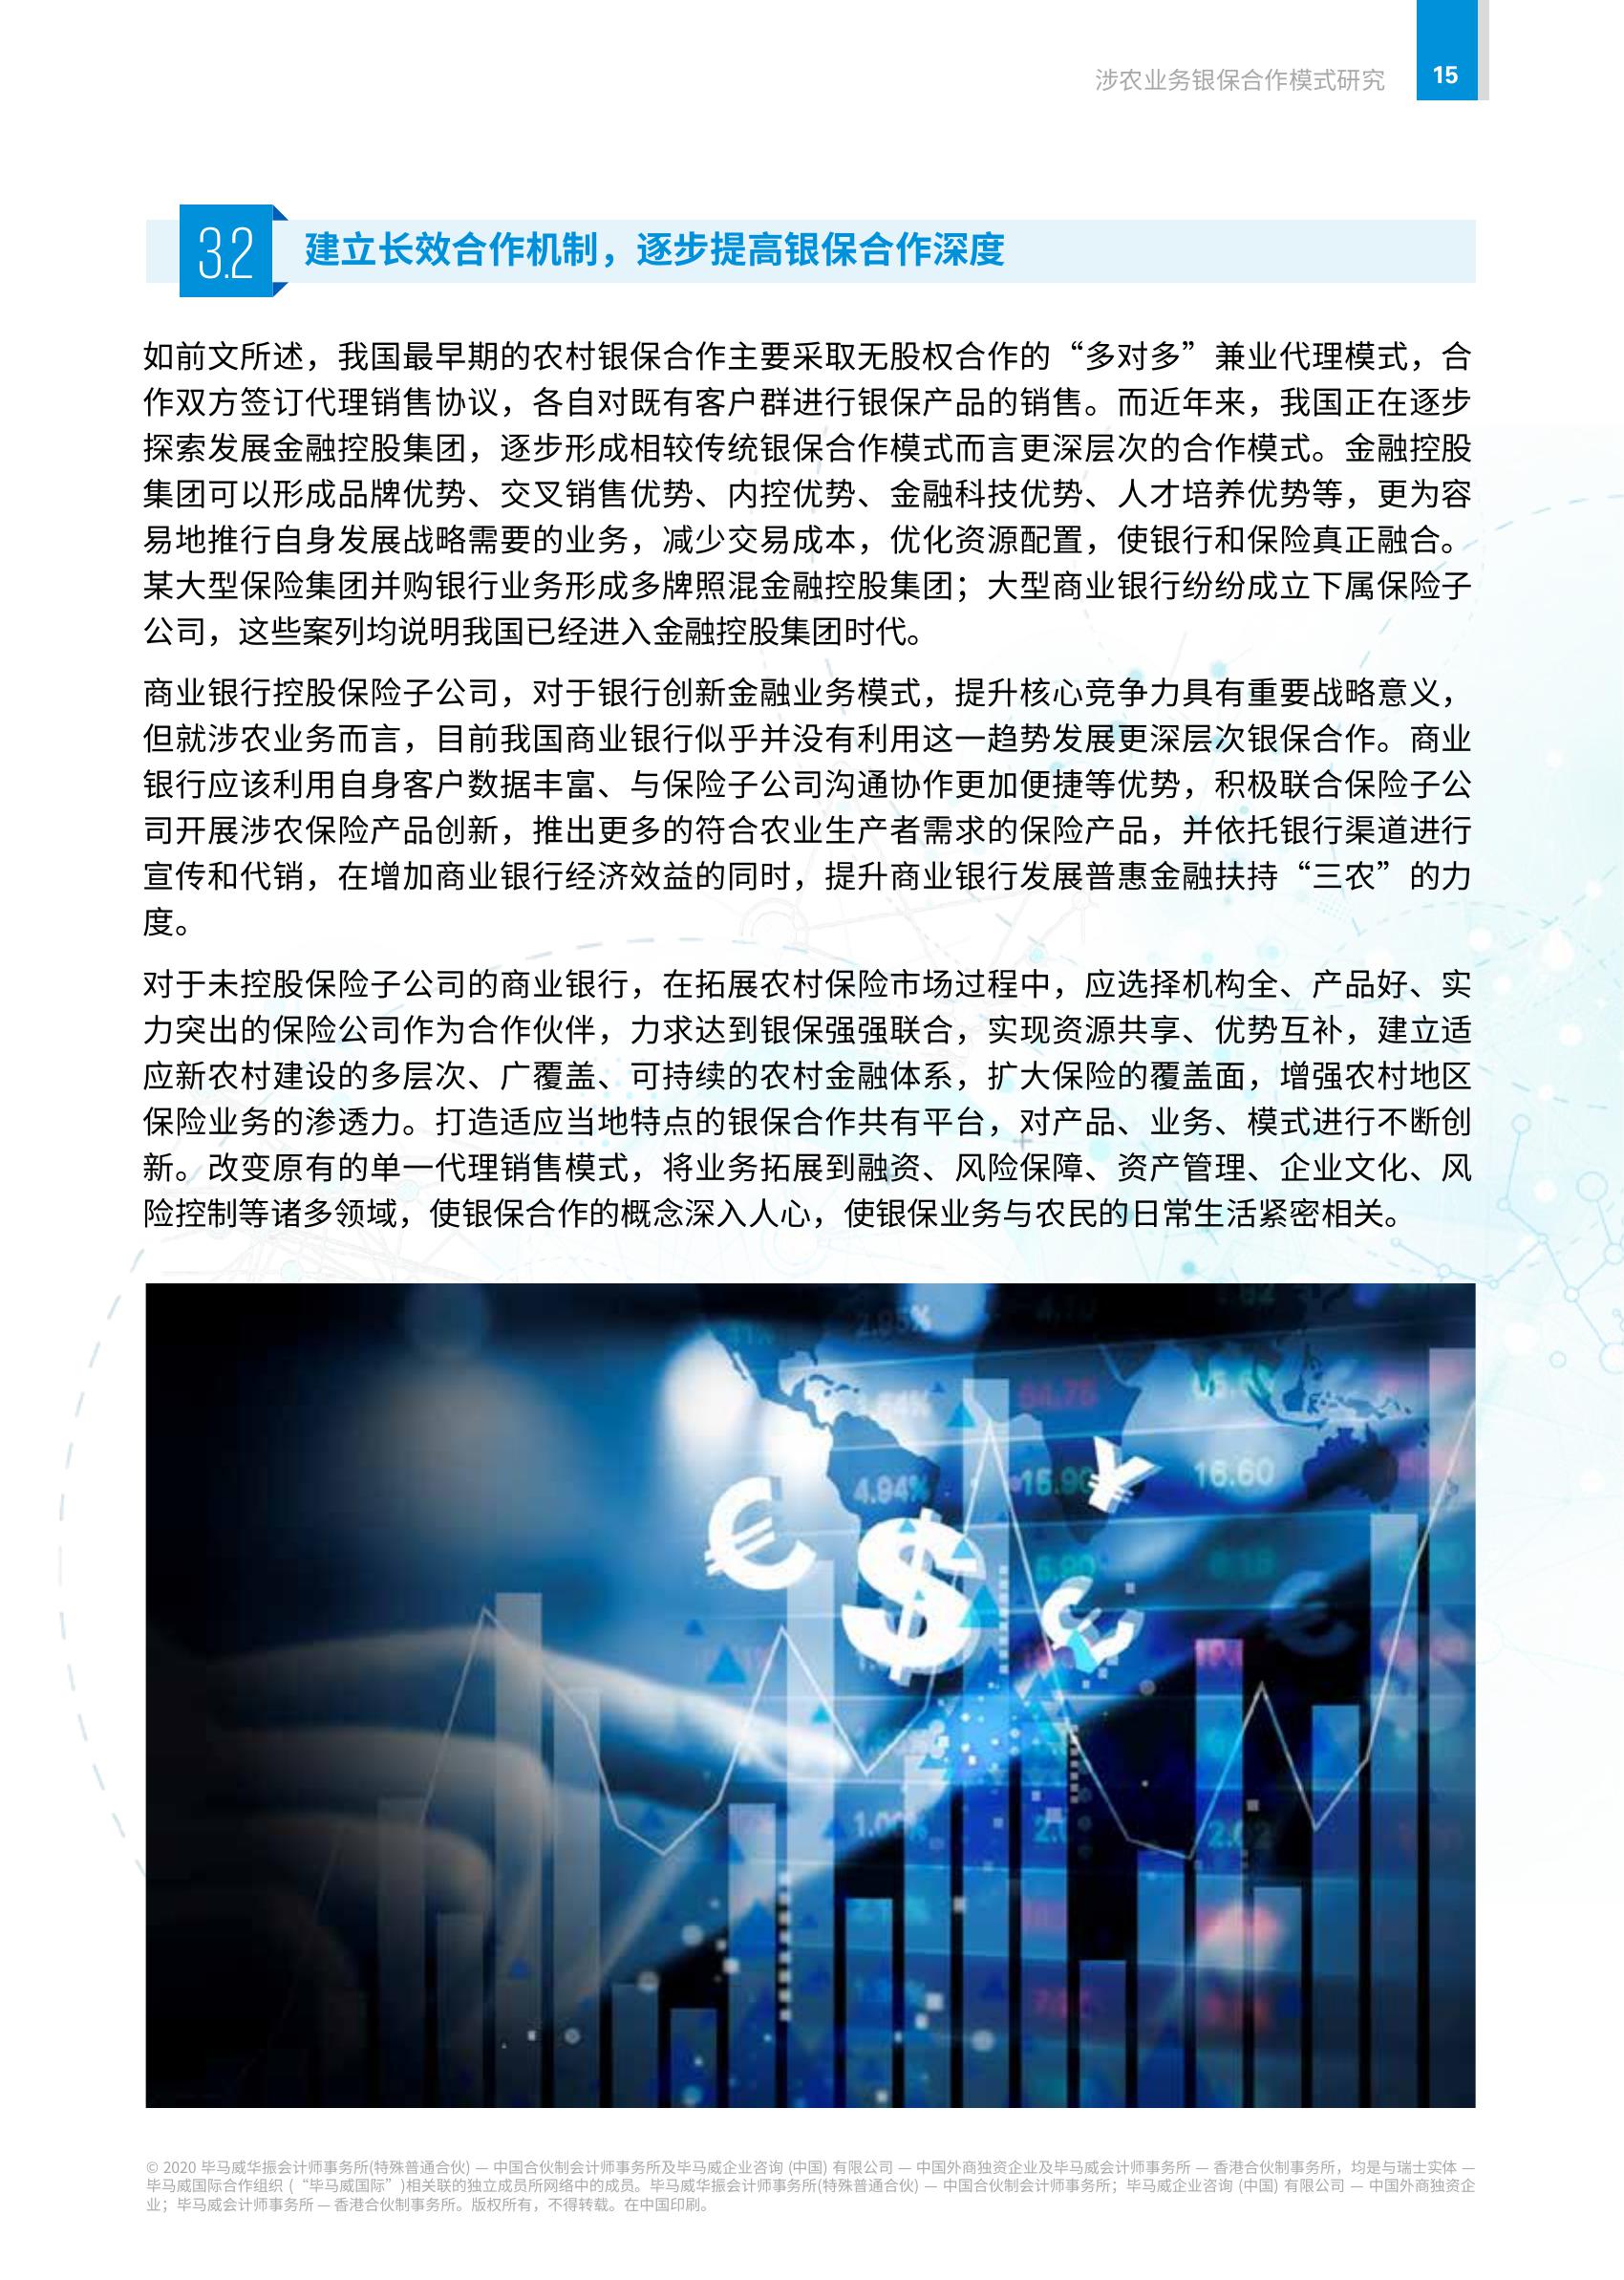 涉农业务银保合作模式研究
15
3.2
建立长效合作机制，逐步提高银保合作深度
如前文所述，我国最早期的农村银保合作主要采取无股权合作的“多对多”兼业代理模式，合
作双方签订代理销售协议，各自对既有客户群进行银保产品的销售。而近年来，我国正在逐步
探索发展金融控股集团，逐步形成相较传统银保合作模式而言更深层次的合作模式。金融控股
集团可以形成品牌优势、交叉销售优势、内控优势、金融科技优势、人才培养优势等，更为容
易地推行自身发展战略需要的业务，减少交易成本，优化资源配置，使银行和保险真正融合。
某大型保险集团并购银行业务形成多牌照混金融控股集团；大型商业银行纷纷成立下属保险子
公司，这些案列均说明我国已经进入金融控股集团时代。
商业银行控股保险子公司，对于银行创新金融业务模式，提升核心竞争力具有重要战略意义，
但就涉农业务而言，目前我国商业银行似乎并没有利用这一趋势发展更深层次银保合作。商业
银行应该利用自身客户数据丰富、与保险子公司沟通协作更加便捷等优势，积极联合保险子公
司开展涉农保险产品创新，推出更多的符合农业生产者需求的保险产品，并依托银行渠道进行
宣传和代销，在增加商业银行经济效益的同时，提升商业银行发展普惠金融扶持“三农”的力
度。
对于未控股保险子公司的商业银行，在拓展农村保险市场过程中，应选择机构全、产品好、实
力突出的保险公司作为合作伙伴，力求达到银保强强联合，实现资源共享、优势互补，建立适
应新农村建设的多层次、广覆盖、可持续的农村金融体系，扩大保险的覆盖面，增强农村地区
保险业务的渗透力。打造适应当地特点的银保合作共有平台，对产品、业务、模式进行不断创
新。改变原有的单一代理销售模式，将业务拓展到融资、风险保障、资产管理、企业文化、风
险控制等诸多领域，使银保合作的概念深入人心，使银保业务与农民的日常生活紧密相关。
2.95%
4.94%
15.90
16.60
€
$
¥
© 2020 毕马威华振会计师事务所(特殊普通合伙) — 中国合伙制会计师事务所及毕马威企业咨询 (中国) 有限公司 — 中国外商独资企业及毕马威会计师事务所 — 香港合伙制事务所，均是与瑞士实体 —
毕马威国际合作组织 (“毕马威国际”)相关联的独立成员所网络中的成员。毕马威华振会计师事务所(特殊普通合伙) — 中国合伙制会计师事务所；毕马威企业咨询 (中国) 有限公司 — 中国外商独资企
业；毕马威会计师事务所 — 香港合伙制事务所。版权所有，不得转载。在中国印刷。